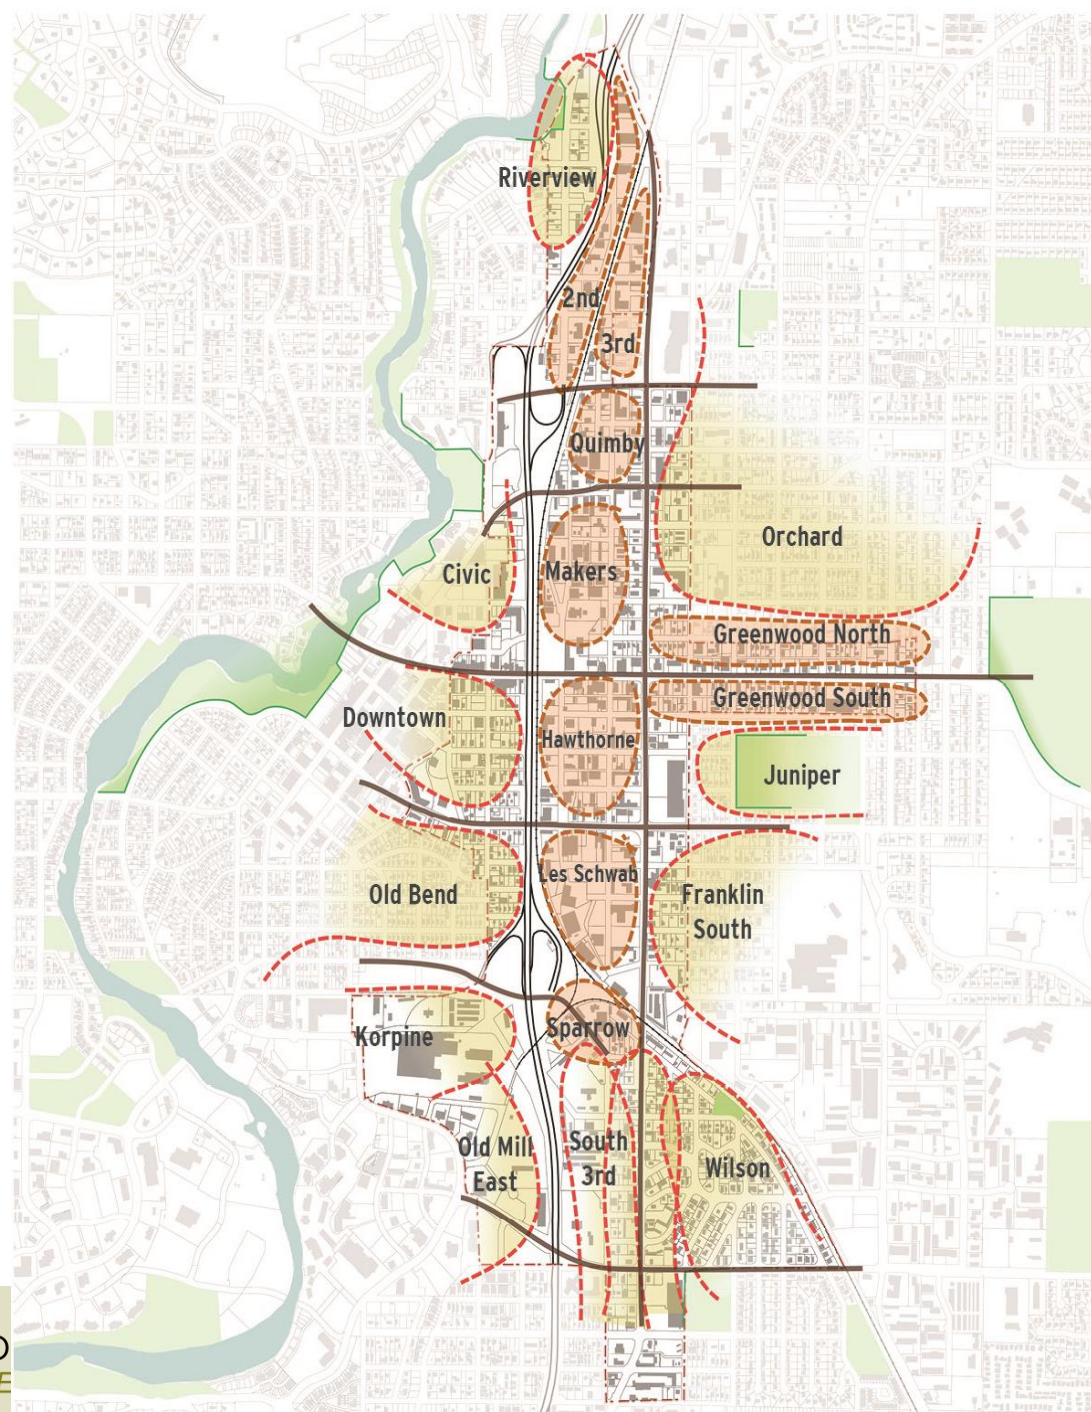 Riverview
2nd
3rd
Quimby
Orchard
Civic
Makers
Greenwood North
Greenwood South
Downtown
Hawthorne
Juniper
Les Schwab
Old Bend
Franklin
South
Sparrow
Korpine
Old Mill
East
South
3rd
Wilson